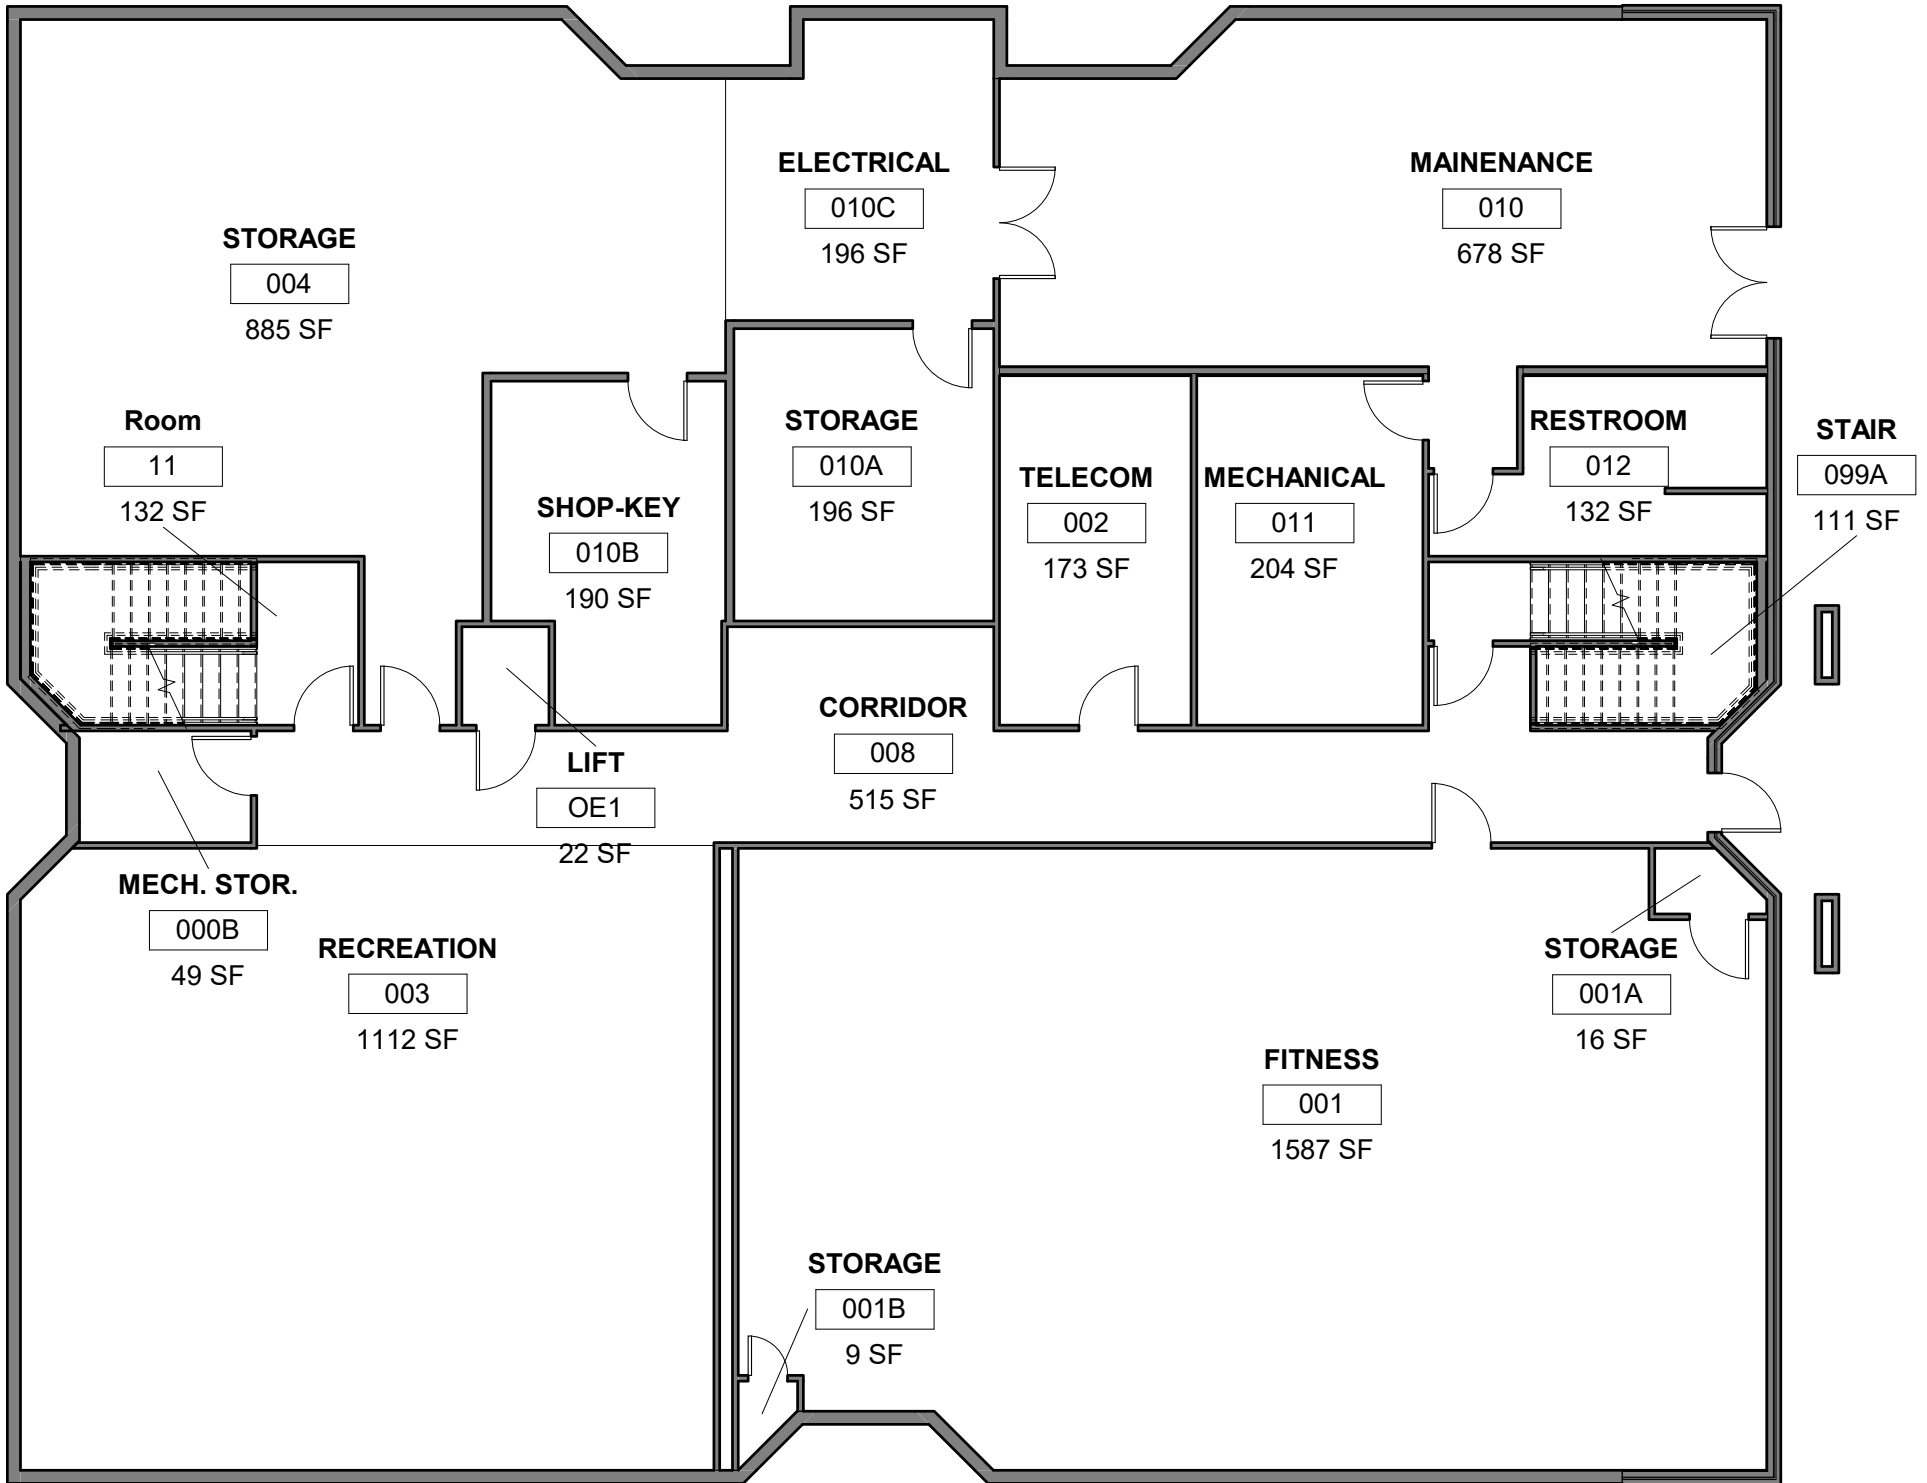 ELECTRICAL
010C
196 SF
MAINENANCE
010
678 SF
STORAGE
004
885 SF
Room
11
132 SF
SHOP-KEY
010B
190 SF
STORAGE
010A
196 SF
TELECOM
002
173 SF
MECHANICAL
011
204 SF
RESTROOM
012
132 SF
STAIR
099A
111 SF
LIFT
OE1
22 SF
CORRIDOR
008
515 SF
MECH. STOR.
000B
49 SF
RECREATION
003
1112 SF
STORAGE
001A
16 SF
FITNESS
001
1587 SF
STORAGE
001B
9 SF